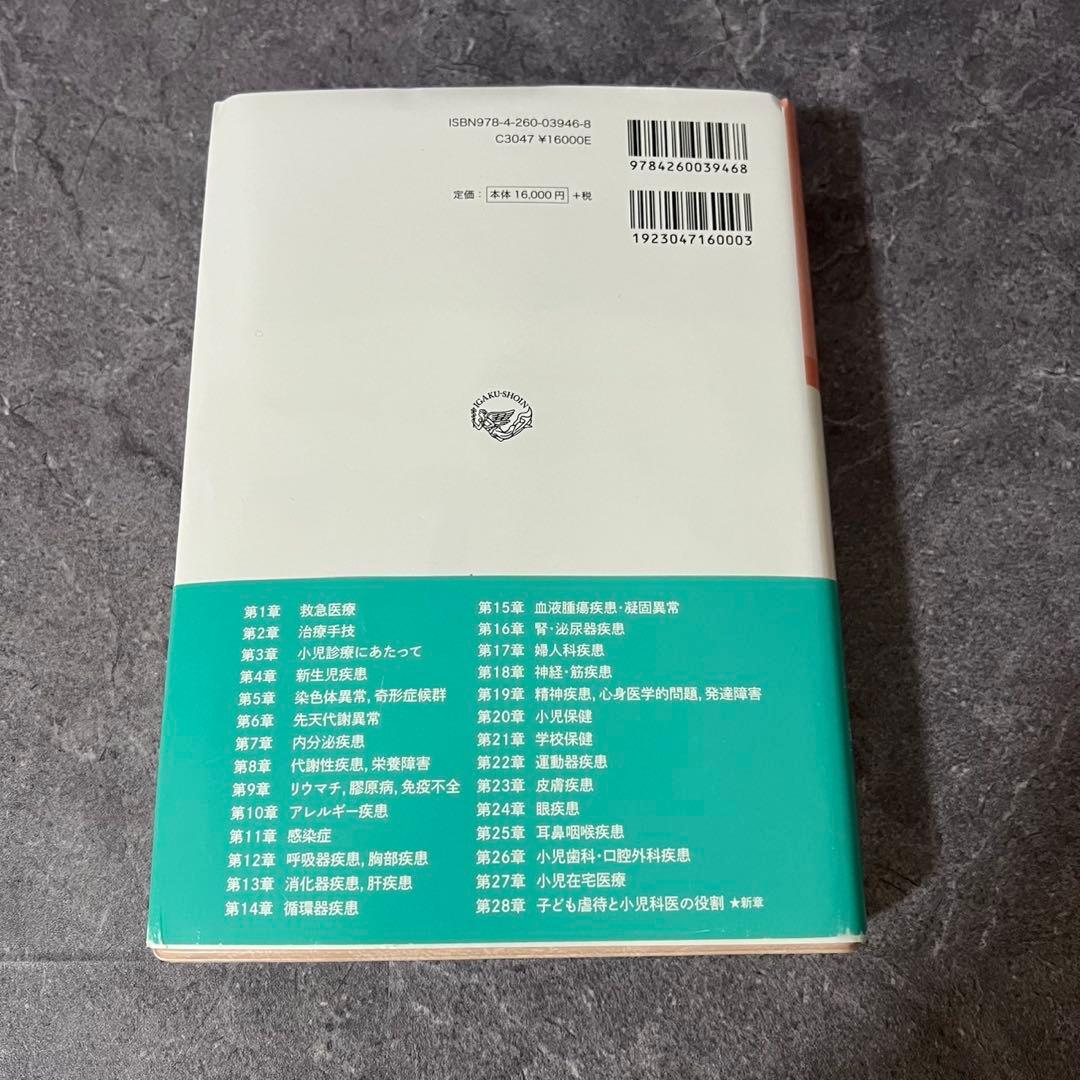 ISBN978-4-260-03946-8
C3047 ¥16000E
9784260039468
定価：本体 16,000円 +税
1923047160003
IGAKU-SHOIN
第1章 救急医療
第2章 治療手技
第3章 小児診療にあたって
第4章 新生児疾患
第5章 染色体異常, 奇形症候群
第6章 先天代謝異常
第7章 内分泌疾患
第8章 代謝性疾患, 栄養障害
第9章 リウマチ, 膠原病, 免疫不全
第10章 アレルギー疾患
第11章 感染症
第12章 呼吸器疾患, 胸部疾患
第13章 消化器疾患, 肝疾患
第14章 循環器疾患
第15章 血液腫瘍疾患・凝固異常
第16章 腎・泌尿器疾患
第17章 婦人科疾患
第18章 神経・筋疾患
第19章 精神疾患, 心身医学的問題, 発達障害
第20章 小児保健
第21章 学校保健
第22章 運動器疾患
第23章 皮膚疾患
第24章 眼疾患
第25章 耳鼻咽喉疾患
第26章 小児歯科・口腔外科疾患
第27章 小児在宅医療
第28章 子ども虐待と小児科医の役割 ★新章